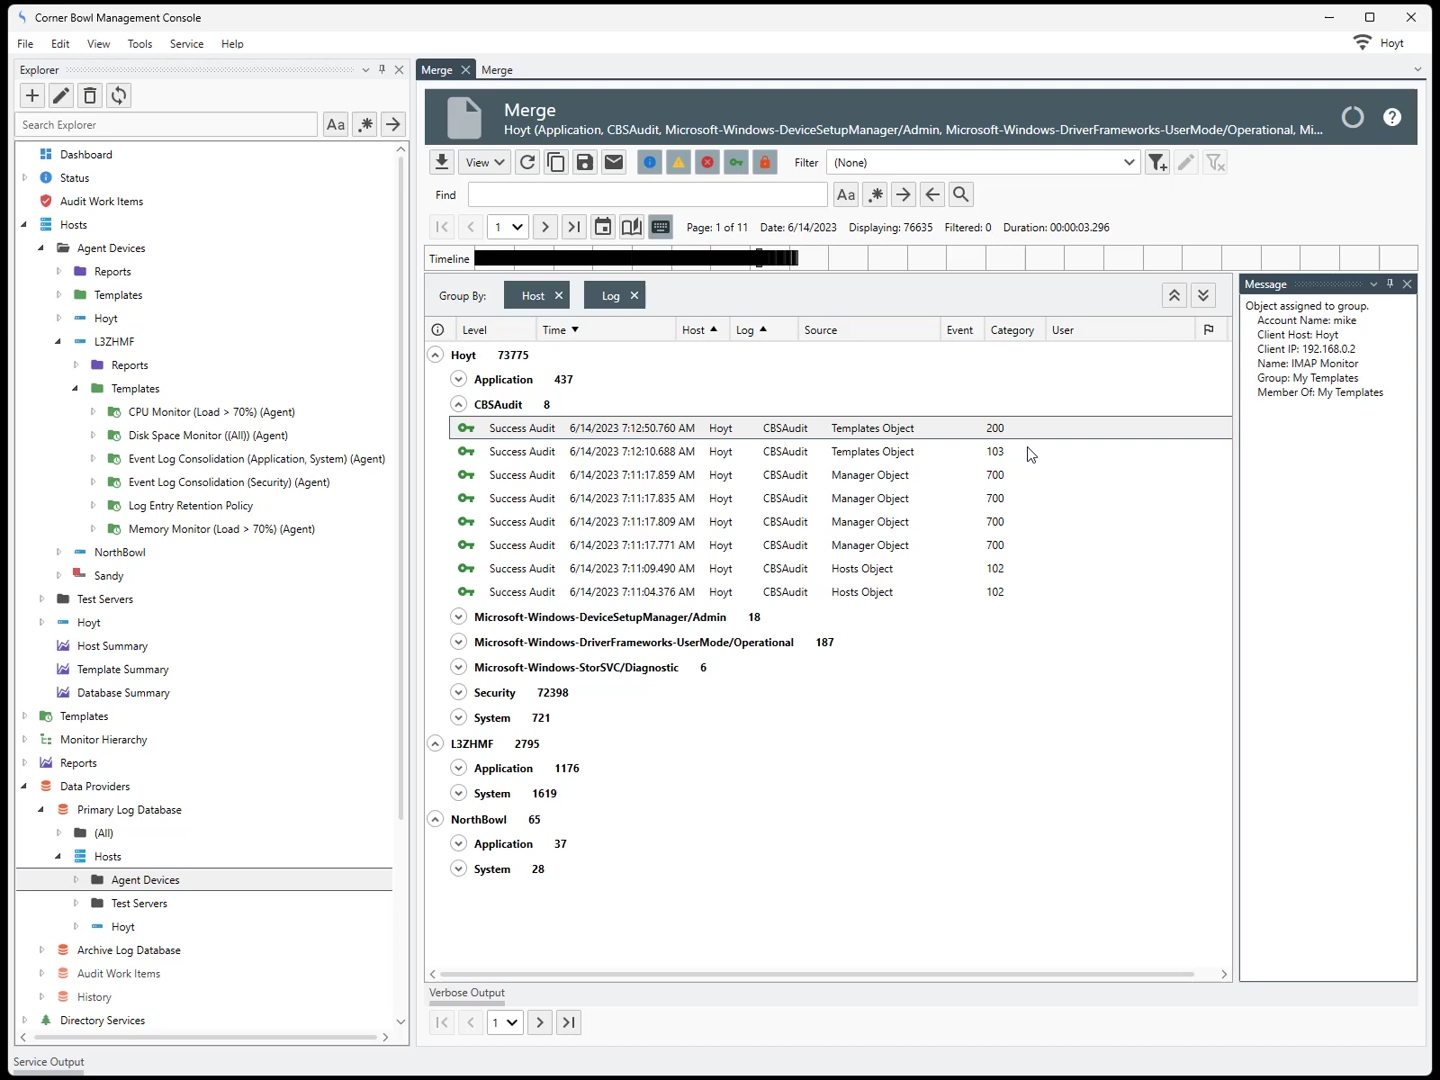 Corner Bowl Management Console
File Edit View Tools Service Help
Hoyt
Explorer
Search Explorer
Aa
.*
Dashboard
Status
Audit Work Items
Hosts
Agent Devices
Reports
Templates
Hoyt
L3ZHMF
Reports
Templates
CPU Monitor (Load > 70%) (Agent)
Disk Space Monitor ((All)) (Agent)
Event Log Consolidation (Application, System) (Agent)
Event Log Consolidation (Security) (Agent)
Log Entry Retention Policy
Memory Monitor (Load > 70%) (Agent)
NorthBowl
Sandy
Test Servers
Hoyt
Host Summary
Template Summary
Database Summary
Templates
Monitor Hierarchy
Reports
Data Providers
Primary Log Database
(All)
Hosts
Agent Devices
Test Servers
Hoyt
Archive Log Database
Audit Work Items
History
Directory Services
Merge Merge
Merge
Hoyt (Application, CBSAudit, Microsoft-Windows-DeviceSetupManager/Admin, Microsoft-Windows-DriverFrameworks-UserMode/Operational, Mi...
View Filter (None)
Find Aa .*
1 Page: 1 of 11 Date: 6/14/2023 Displaying: 76635 Filtered: 0 Duration: 00:00:03.296
Timeline
Group By: Host Log
Level Time Host Log Source Event Category User
Hoyt 73775
Application 437
CBSAudit 8
Success Audit 6/14/2023 7:12:50.760 AM Hoyt CBSAudit Templates Object 200
Success Audit 6/14/2023 7:12:10.688 AM Hoyt CBSAudit Templates Object 103
Success Audit 6/14/2023 7:11:17.859 AM Hoyt CBSAudit Manager Object 700
Success Audit 6/14/2023 7:11:17.835 AM Hoyt CBSAudit Manager Object 700
Success Audit 6/14/2023 7:11:17.809 AM Hoyt CBSAudit Manager Object 700
Success Audit 6/14/2023 7:11:17.771 AM Hoyt CBSAudit Manager Object 700
Success Audit 6/14/2023 7:11:09.490 AM Hoyt CBSAudit Hosts Object 102
Success Audit 6/14/2023 7:11:04.376 AM Hoyt CBSAudit Hosts Object 102
Microsoft-Windows-DeviceSetupManager/Admin 18
Microsoft-Windows-DriverFrameworks-UserMode/Operational 187
Microsoft-Windows-StorSVC/Diagnostic 6
Security 72398
System 721
L3ZHMF 2795
Application 1176
System 1619
NorthBowl 65
Application 37
System 28
Message
Object assigned to group.
Account Name: mike
Client Host: Hoyt
Client IP: 192.168.0.2
Name: IMAP Monitor
Group: My Templates
Member Of: My Templates
Verbose Output
1
Service Output